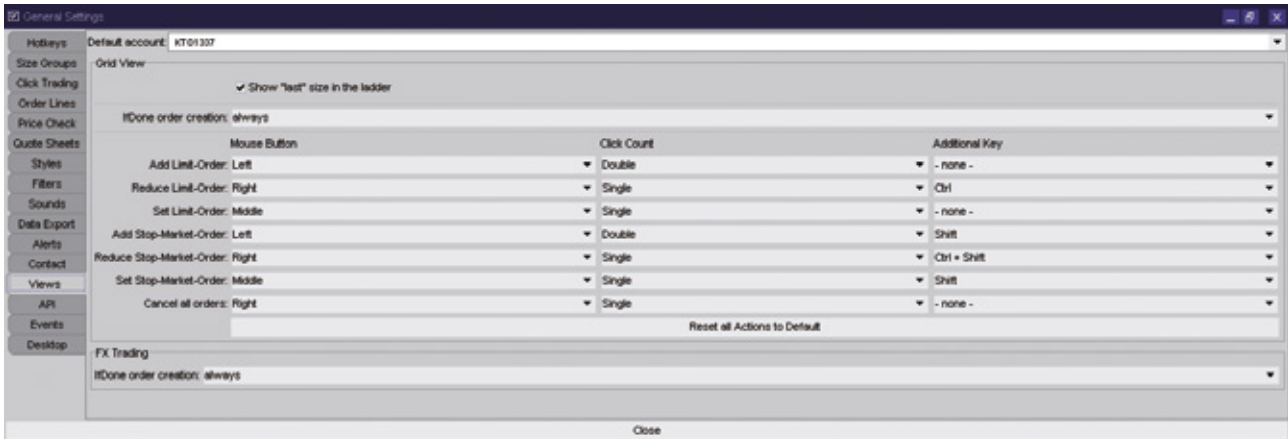 General Settings
Hotkeys
Size Groups
Click Trading
Order Lines
Price Check
Quote Sheets
Styles
Filters
Sounds
Data Export
Alerts
Contact
Views
API
Events
Desktop
Default account: KT01337
Grid View
Show "last" size in the ladder
IfDone order creation: always
Mouse Button Click Count Additional Key
Add Limit-Order: Left Double - none -
Reduce Limit-Order: Right Single Ctrl
Set Limit-Order: Middle Single - none -
Add Stop-Market-Order: Left Double Shift
Reduce Stop-Market-Order: Right Single Ctrl + Shift
Set Stop-Market-Order: Middle Single Shift
Cancel all orders: Right Single - none -
Reset all Actions to Default
FX Trading
IfDone order creation: always
Close